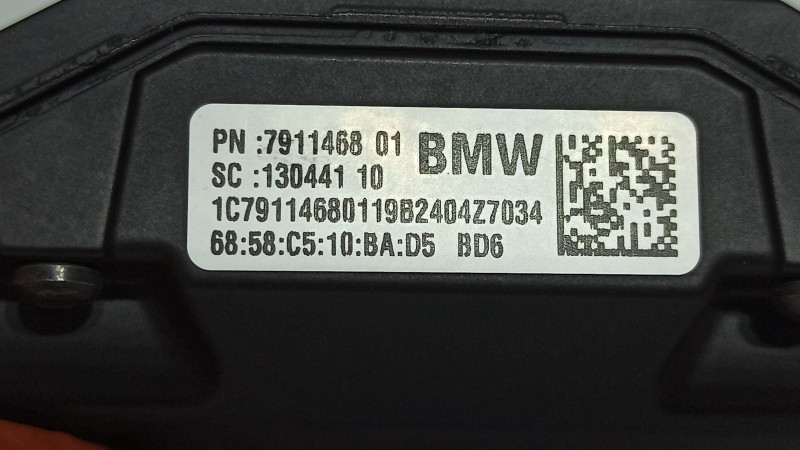 PN :7911468 01 BMW
SC :130441 10
1C79114680119B2404Z7034
68:58:C5:10:BA:D5 BD6